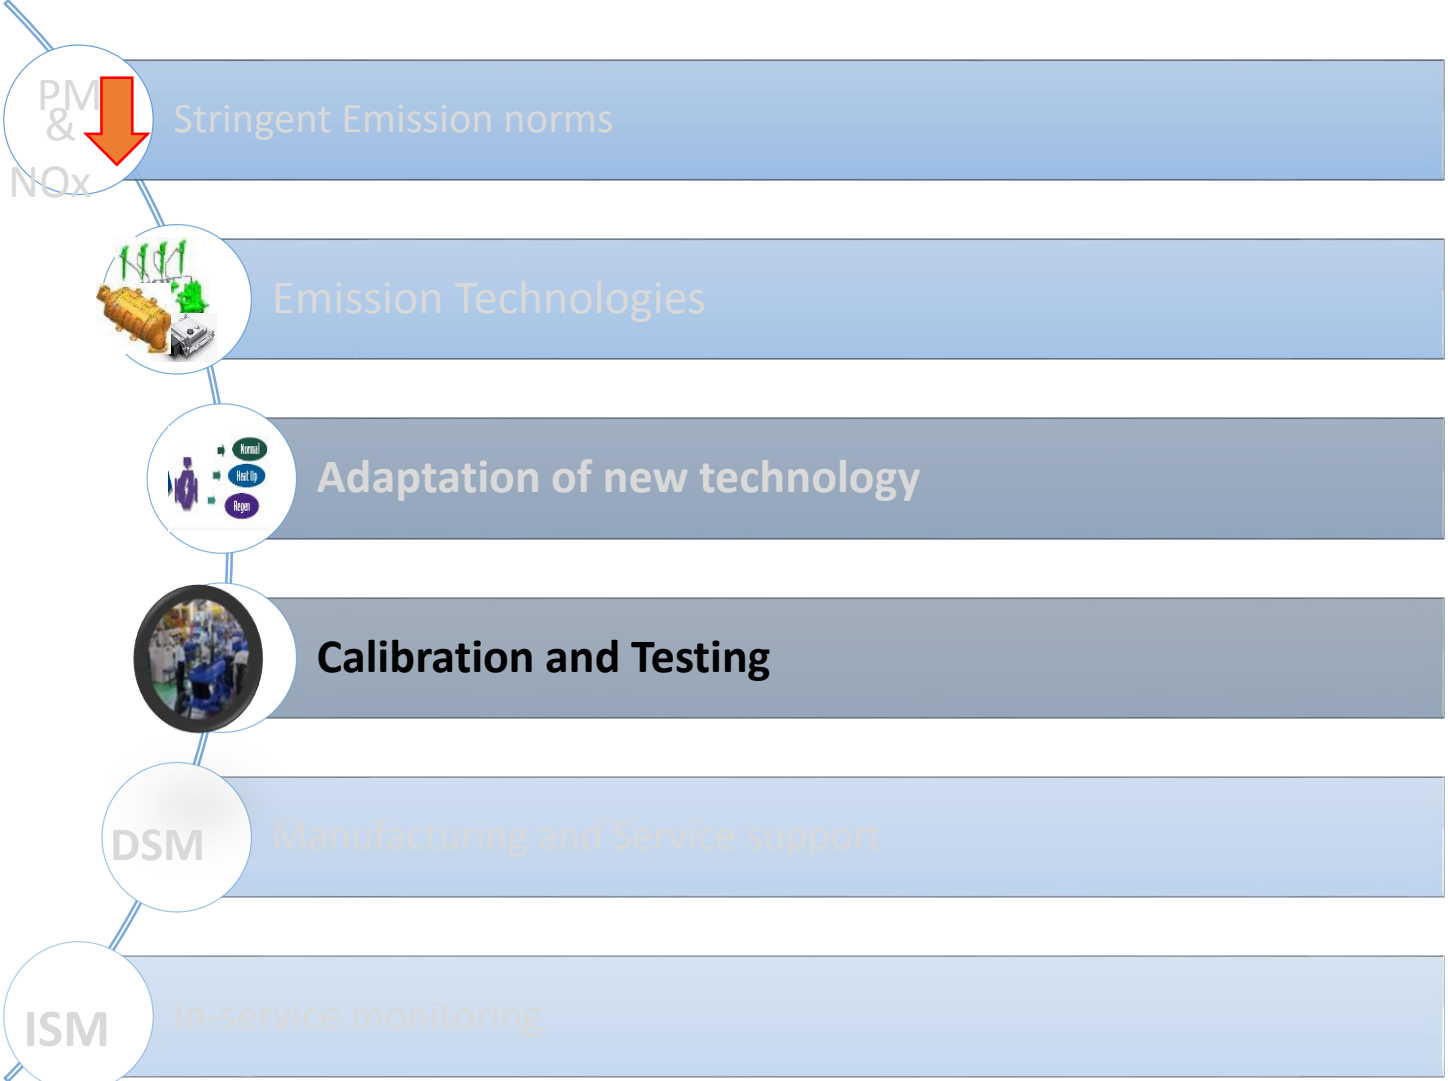 PM
&
NOx
Stringent Emission norms
Emission Technologies
Normal
Heat Up
Regen
Adaptation of new technology
Calibration and Testing
DSM
Manufacturing and Service support
ISM
In-service monitoring